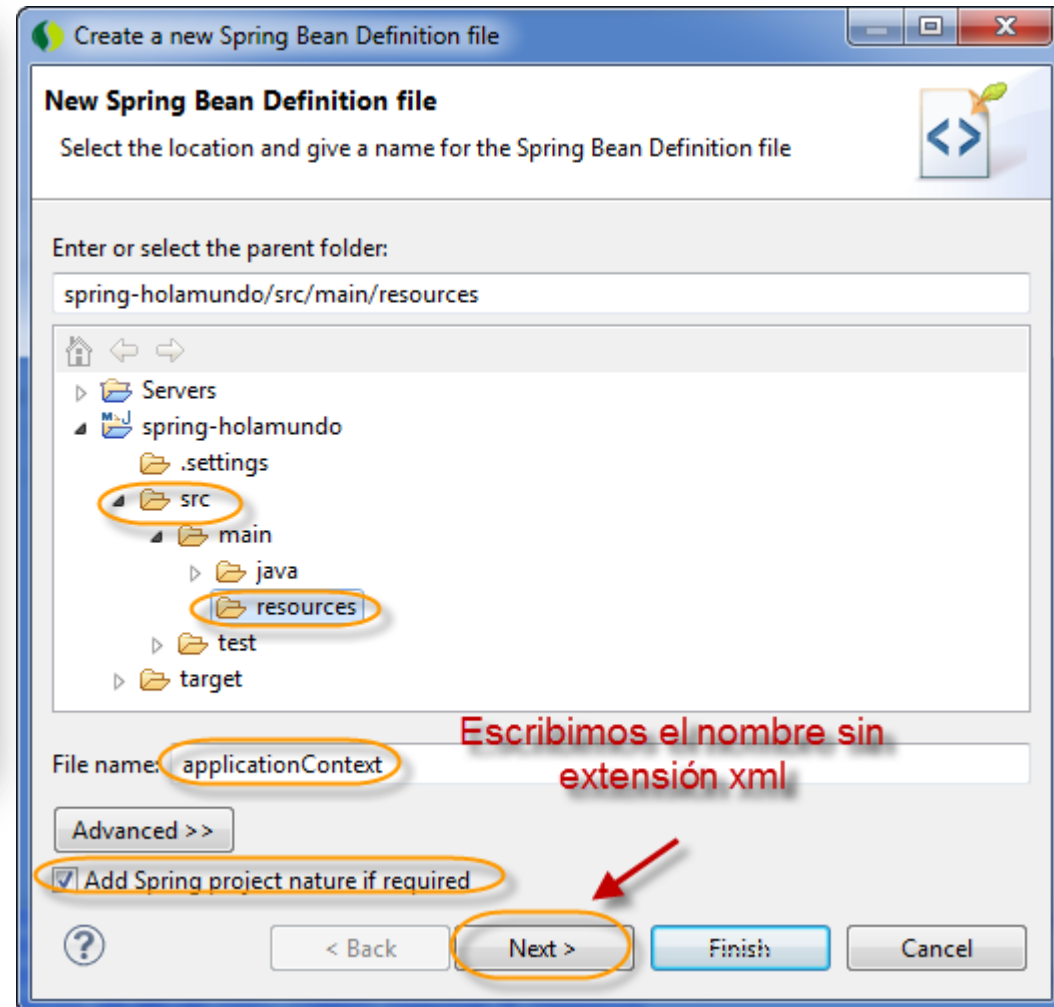 Create a new Spring Bean Definition file
New Spring Bean Definition file
Select the location and give a name for the Spring Bean Definition file
Enter or select the parent folder:
spring-holamundo/src/main/resources
Servers
spring-holamundo
.settings
src
main
java
resources
test
target
Escribimos el nombre sin
extensión xml
File name: applicationContext
Advanced >>
Add Spring project nature if required
< Back Next > Finish Cancel